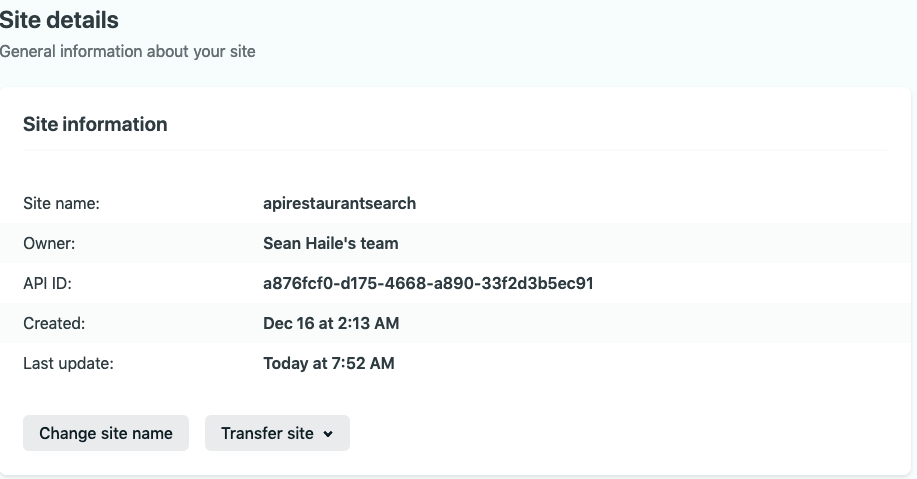 Site details
General information about your site
Site information
Site name: apirestaurantsearch
Owner: Sean Haile's team
API ID: a876fcf0-d175-4668-a890-33f2d3b5ec91
Created: Dec 16 at 2:13 AM
Last update: Today at 7:52 AM
Change site name Transfer site